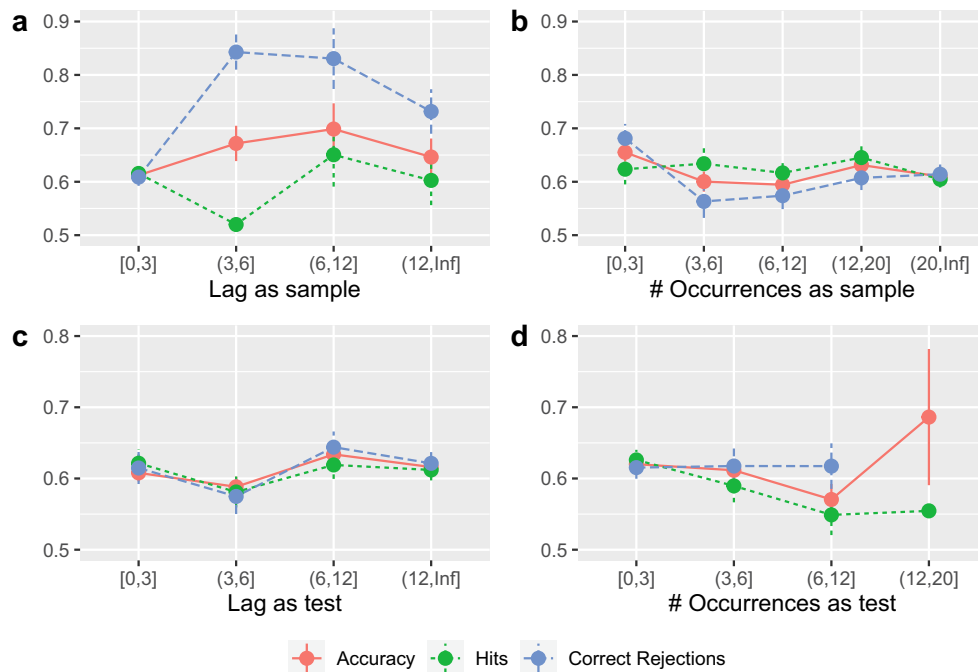 a
0.9
0.8
0.7
0.6
0.5
[0,3] (3,6] (6,12] (12,Inf]
Lag as sample
b
0.9
0.8
0.7
0.6
0.5
[0,3] (3,6] (6,12] (12,20] (20,Inf]
# Occurrences as sample
c
0.8
0.7
0.6
0.5
[0,3] (3,6] (6,12] (12,Inf]
Lag as test
d
0.8
0.7
0.6
0.5
[0,3] (3,6] (6,12] (12,20]
# Occurrences as test
Accuracy Hits Correct Rejections